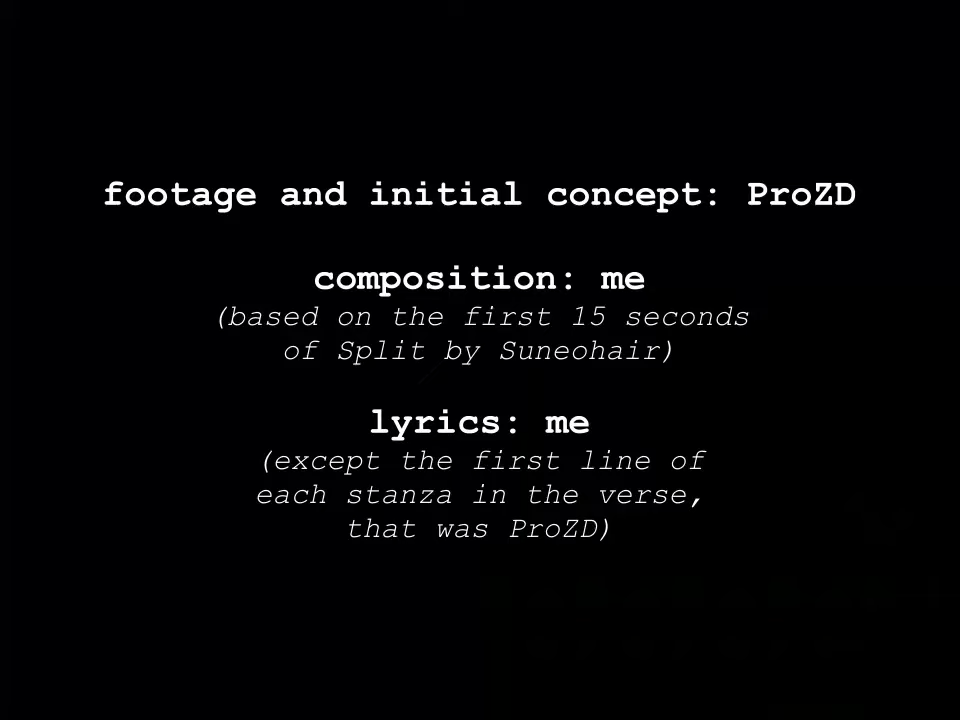 footage and initial concept: ProZD
composition: me
(based on the first 15 seconds
of Split by Suneohair)
lyrics: me
(except the first line of
each stanza in the verse,
that was ProZD)